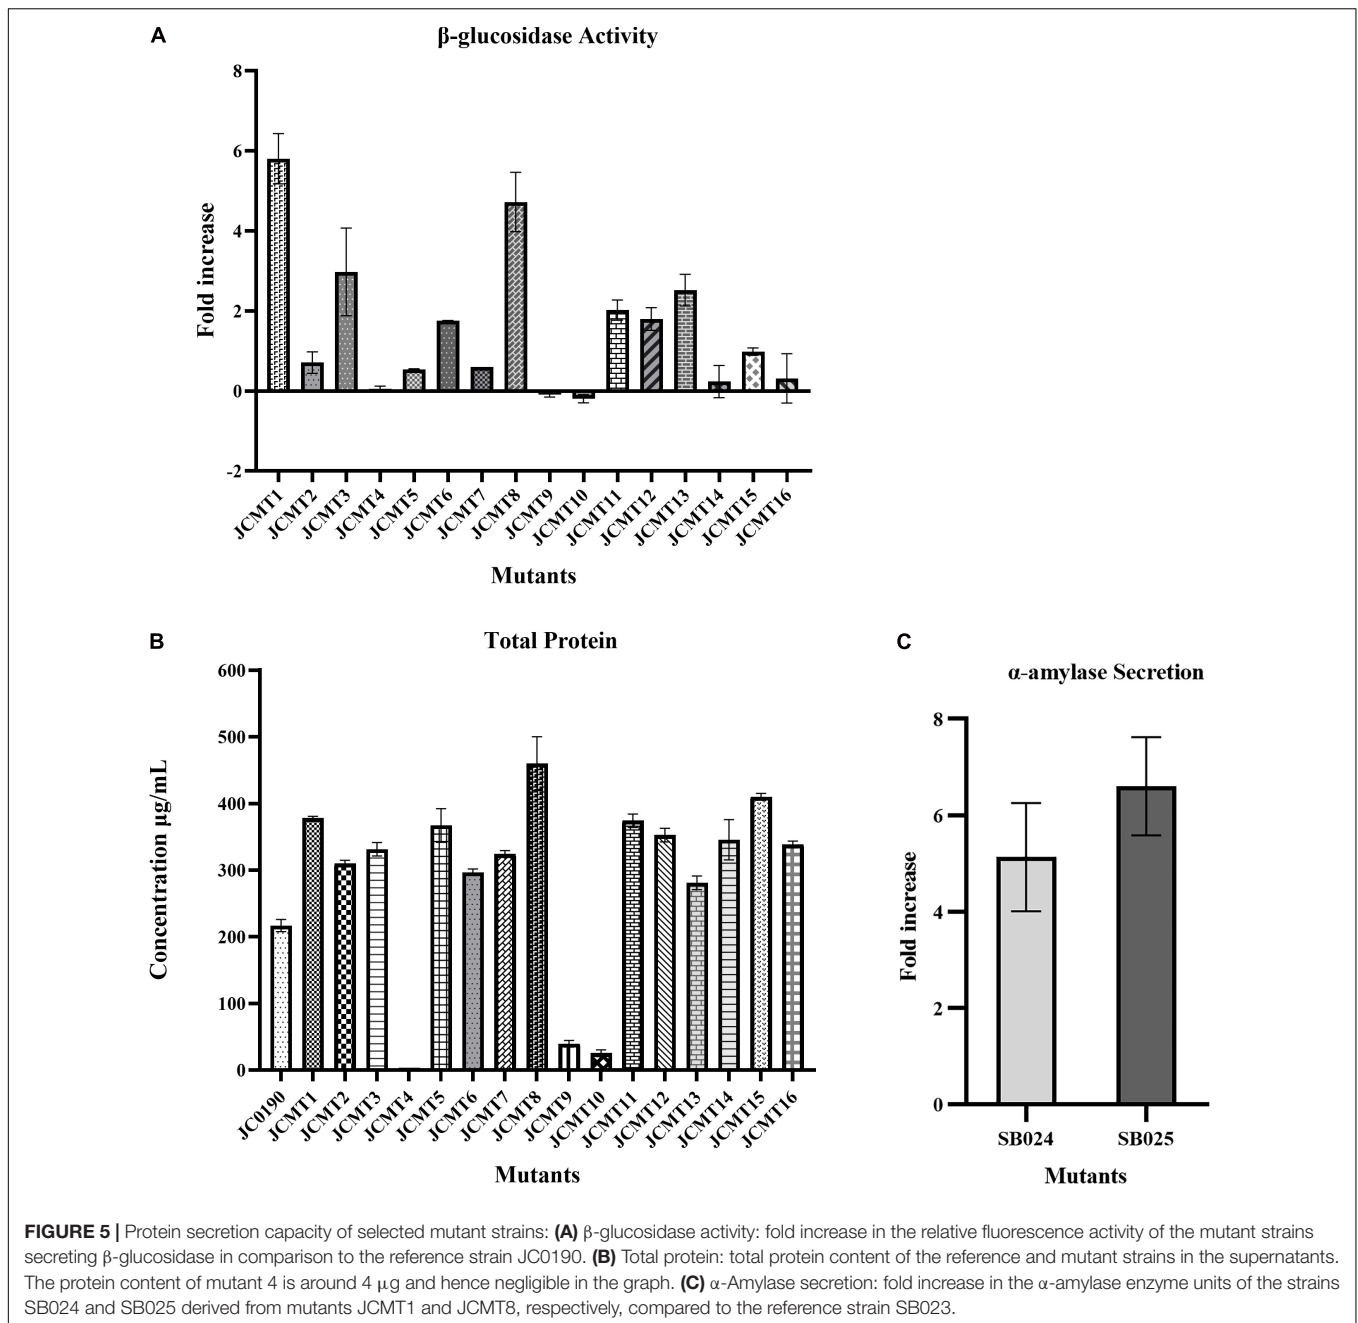 A
β-glucosidase Activity
8
6
4
2
0
-2
Fold increase
JCMT1
JCMT2
JCMT3
JCMT4
JCMT5
JCMT6
JCMT7
JCMT8
JCMT9
JCMT10
JCMT11
JCMT12
JCMT13
JCMT14
JCMT15
JCMT16
Mutants
B
Total Protein
600
500
400
300
200
100
0
Concentration µg/mL
JC0190
JCMT1
JCMT2
JCMT3
JCMT4
JCMT5
JCMT6
JCMT7
JCMT8
JCMT9
JCMT10
JCMT11
JCMT12
JCMT13
JCMT14
JCMT15
JCMT16
Mutants
C
α-amylase Secretion
8
6
4
2
0
Fold increase
SB024
SB025
Mutants
FIGURE 5 | Protein secretion capacity of selected mutant strains: (A) β-glucosidase activity: fold increase in the relative fluorescence activity of the mutant strains
secreting β-glucosidase in comparison to the reference strain JC0190. (B) Total protein: total protein content of the reference and mutant strains in the supernatants.
The protein content of mutant 4 is around 4 µg and hence negligible in the graph. (C) α-Amylase secretion: fold increase in the α-amylase enzyme units of the strains
SB024 and SB025 derived from mutants JCMT1 and JCMT8, respectively, compared to the reference strain SB023.